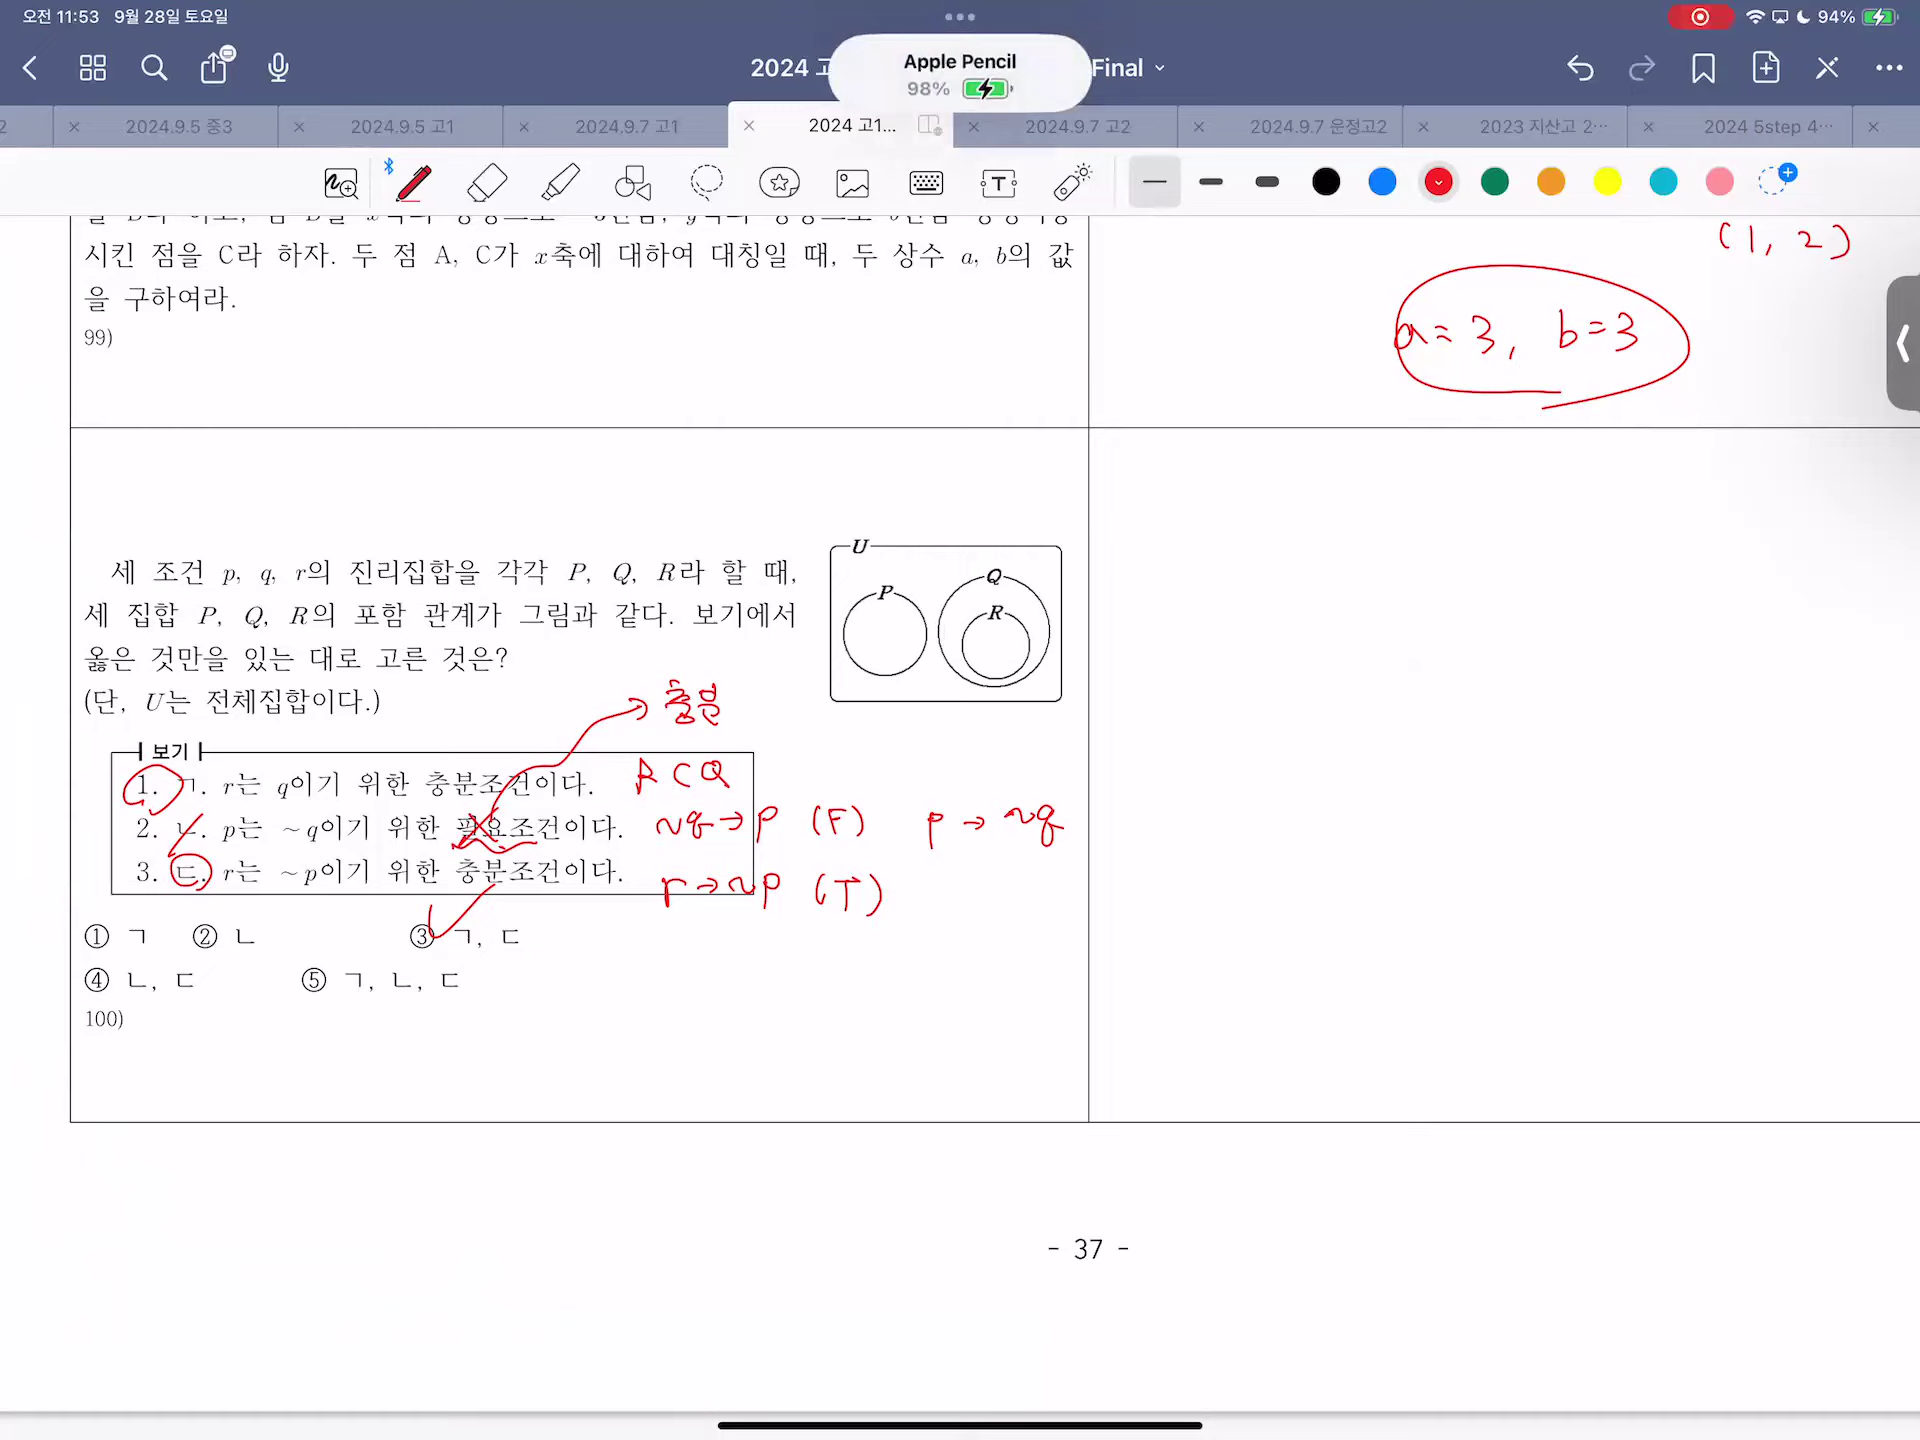 오전 11:53 9월 28일 토요일
94%
2024 고
Final
Apple Pencil
98%
2
2024.9.5 중3
2024.9.5 고1
2024.9.7 고1
2024 고1...
2024.9.7 고2
2024.9.7 운정고2
2023 지산고 2...
2024 5step 4...
시킨 점을 C라 하자. 두 점 A, C가 x축에 대하여 대칭일 때, 두 상수 a, b의 값
을 구하여라.
99)
(1, 2)
a=3, b=3
세 조건 p, q, r의 진리집합을 각각 P, Q, R라 할 때,
세 집합 P, Q, R의 포함 관계가 그림과 같다. 보기에서
옳은 것만을 있는 대로 고른 것은?
(단, U는 전체집합이다.)
U
P
Q
R
충분
보기
1. ㄱ. r는 q이기 위한 충분조건이다. R⊂Q
2. ㄴ. p는 ~q이기 위한 필요조건이다. ~q→p (F) p→~q
3. ㄷ. r는 ~p이기 위한 충분조건이다. r→~p (T)
① ㄱ ② ㄴ ③ ㄱ, ㄷ
④ ㄴ, ㄷ ⑤ ㄱ, ㄴ, ㄷ
100)
- 37 -